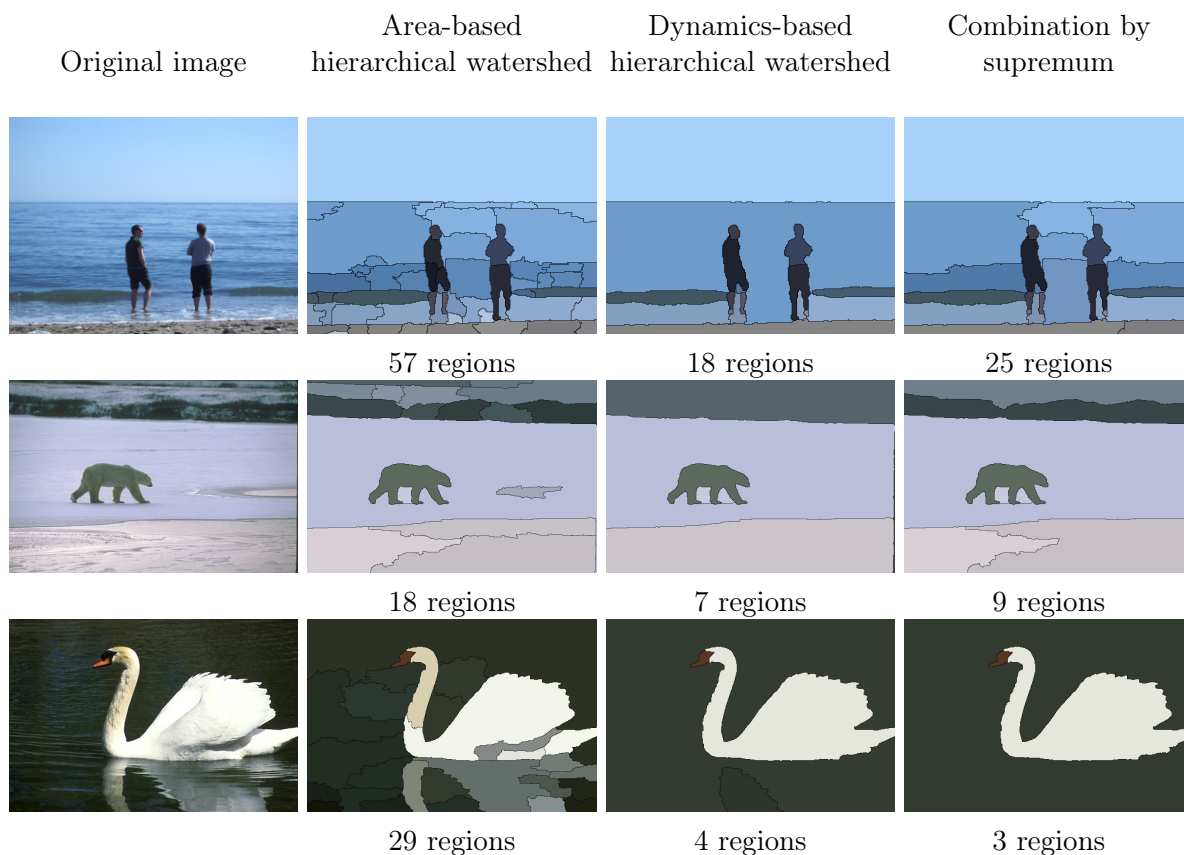 Original image
Area-based
hierarchical watershed
Dynamics-based
hierarchical watershed
Combination by
supremum
57 regions
18 regions
25 regions
18 regions
7 regions
9 regions
29 regions
4 regions
3 regions